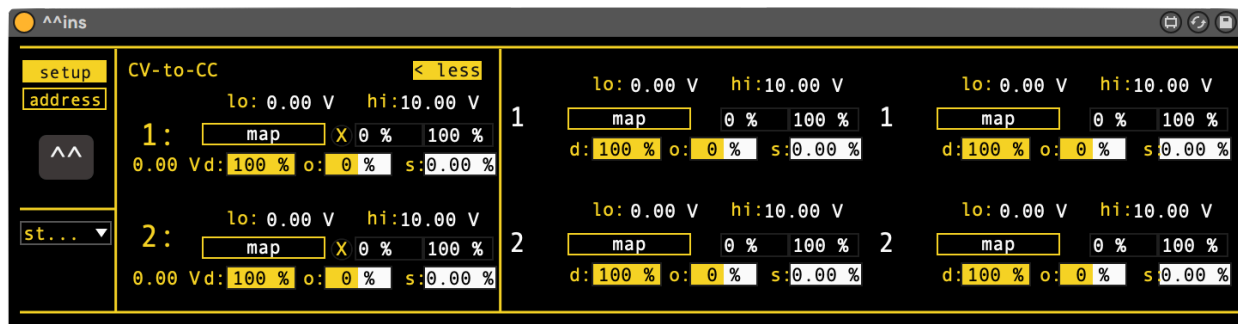 ^^ins
setup
address
^^
st...
CV-to-CC
< less
lo: 0.00 V hi:10.00 V
1: map X 0 % 100 %
0.00 V d: 100 % o: 0 % s:0.00 %
lo: 0.00 V hi:10.00 V
2: map X 0 % 100 %
0.00 V d: 100 % o: 0 % s:0.00 %
lo: 0.00 V hi:10.00 V
1 map 0 % 100 %
d: 100 % o: 0 % s:0.00 %
lo: 0.00 V hi:10.00 V
2 map 0 % 100 %
d: 100 % o: 0 % s:0.00 %
lo: 0.00 V hi:10.00 V
1 map 0 % 100 %
d: 100 % o: 0 % s:0.00 %
lo: 0.00 V hi:10.00 V
2 map 0 % 100 %
d: 100 % o: 0 % s:0.00 %